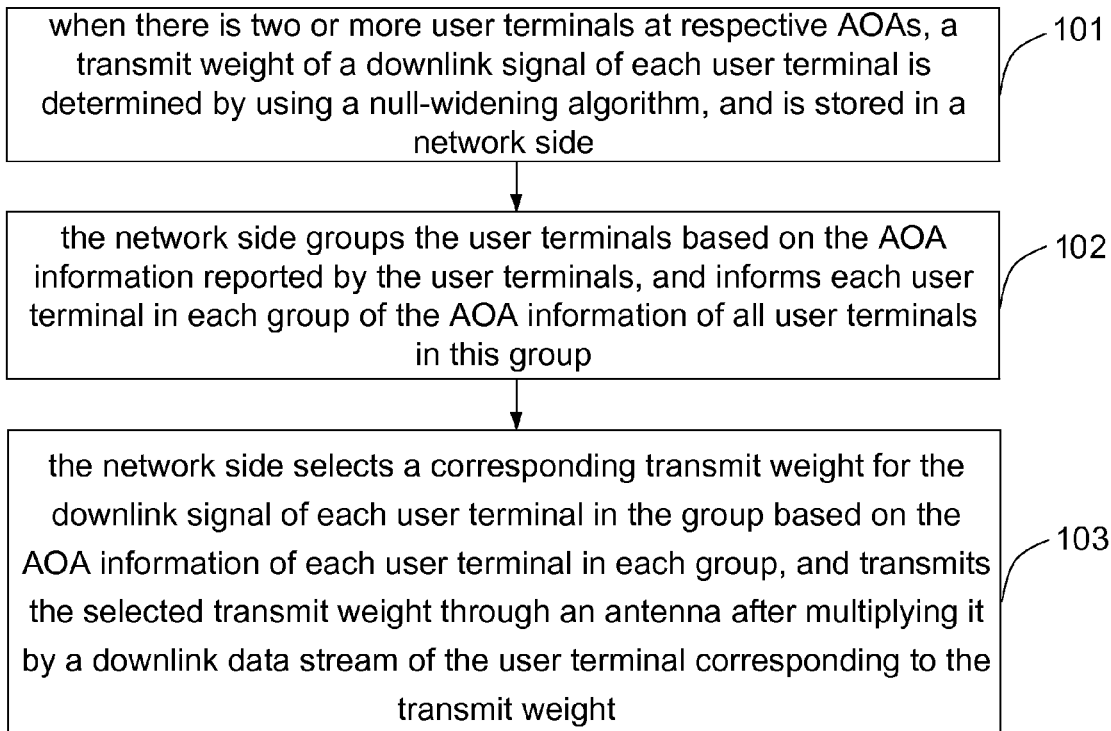 when there is two or more user terminals at respective AOAs, a
transmit weight of a downlink signal of each user terminal is
determined by using a null-widening algorithm, and is stored in a
network side
101
the network side groups the user terminals based on the AOA
information reported by the user terminals, and informs each user
terminal in each group of the AOA information of all user terminals
in this group
102
the network side selects a corresponding transmit weight for the
downlink signal of each user terminal in the group based on the
AOA information of each user terminal in each group, and transmits
the selected transmit weight through an antenna after multiplying it
by a downlink data stream of the user terminal corresponding to the
transmit weight
103